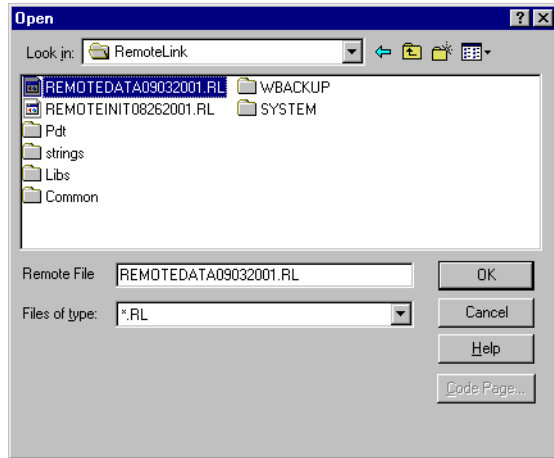 Open
Look in: RemoteLink
REMOTEDATA09032001.RL WBACKUP
REMOTEINIT08262001.RL SYSTEM
Pdt
strings
Libs
Common
Remote File REMOTEDATA09032001.RL OK
Files of type: *.RL Cancel
Help
Code Page...